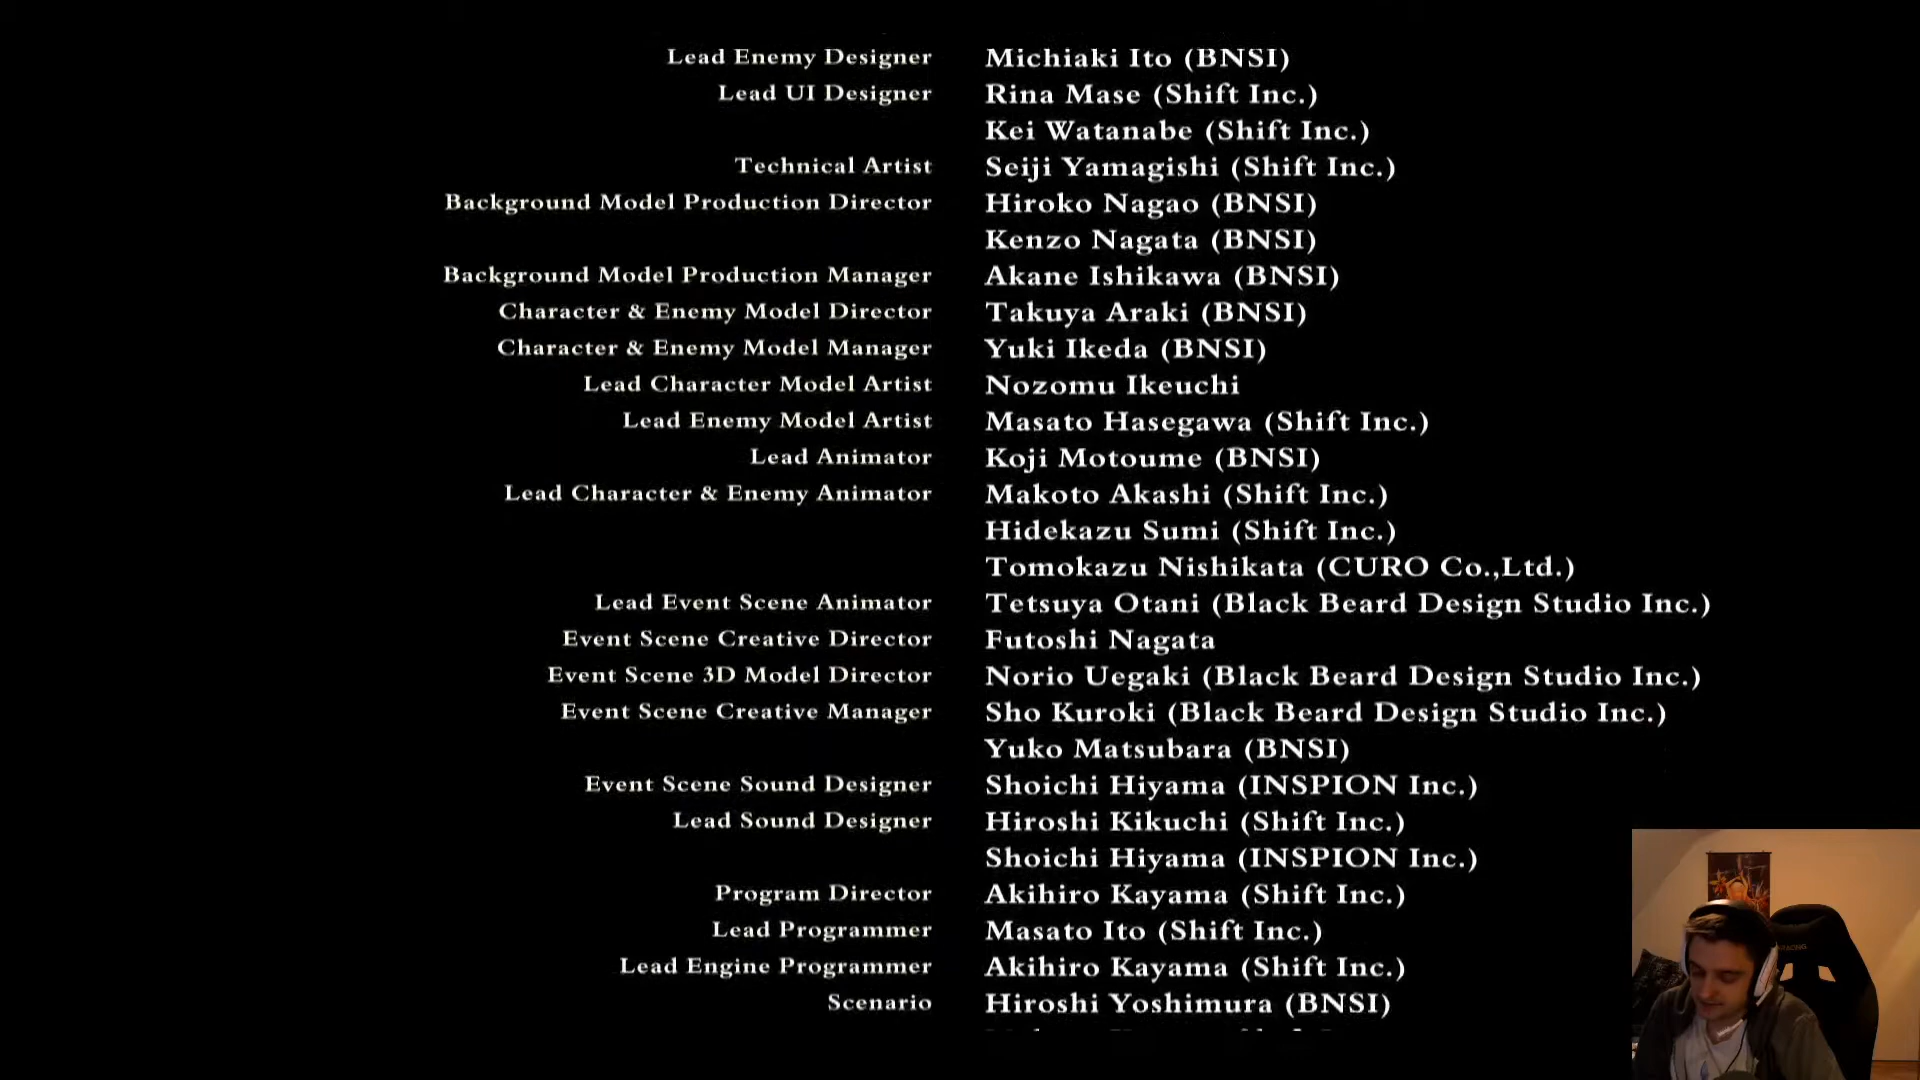 Lead Enemy Designer Michiaki Ito (BNSI)
Lead UI Designer Rina Mase (Shift Inc.)
Kei Watanabe (Shift Inc.)
Technical Artist Seiji Yamagishi (Shift Inc.)
Background Model Production Director Hiroko Nagao (BNSI)
Kenzo Nagata (BNSI)
Background Model Production Manager Akane Ishikawa (BNSI)
Character & Enemy Model Director Takuya Araki (BNSI)
Character & Enemy Model Manager Yuki Ikeda (BNSI)
Lead Character Model Artist Nozomu Ikeuchi
Lead Enemy Model Artist Masato Hasegawa (Shift Inc.)
Lead Animator Koji Motoume (BNSI)
Lead Character & Enemy Animator Makoto Akashi (Shift Inc.)
Hidekazu Sumi (Shift Inc.)
Tomokazu Nishikata (CURO Co.,Ltd.)
Lead Event Scene Animator Tetsuya Otani (Black Beard Design Studio Inc.)
Event Scene Creative Director Futoshi Nagata
Event Scene 3D Model Director Norio Uegaki (Black Beard Design Studio Inc.)
Event Scene Creative Manager Sho Kuroki (Black Beard Design Studio Inc.)
Yuko Matsubara (BNSI)
Event Scene Sound Designer Shoichi Hiyama (INSPION Inc.)
Lead Sound Designer Hiroshi Kikuchi (Shift Inc.)
Shoichi Hiyama (INSPION Inc.)
Program Director Akihiro Kayama (Shift Inc.)
Lead Programmer Masato Ito (Shift Inc.)
Lead Engine Programmer Akihiro Kayama (Shift Inc.)
Scenario Hiroshi Yoshimura (BNSI)